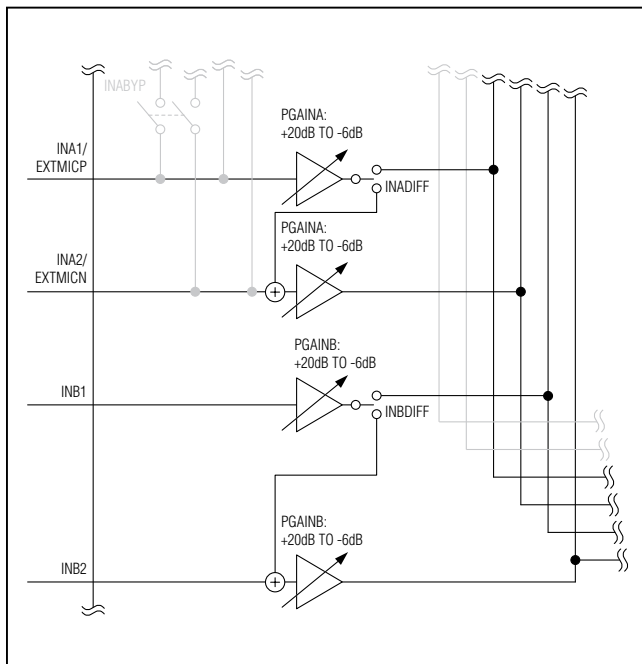 INABYP
PGAINA:
+20dB TO -6dB
INA1/
EXTMICP
INADIFF
PGAINA:
+20dB TO -6dB
INA2/
EXTMICN
+
PGAINB:
+20dB TO -6dB
INB1
INBDIFF
PGAINB:
+20dB TO -6dB
INB2
+